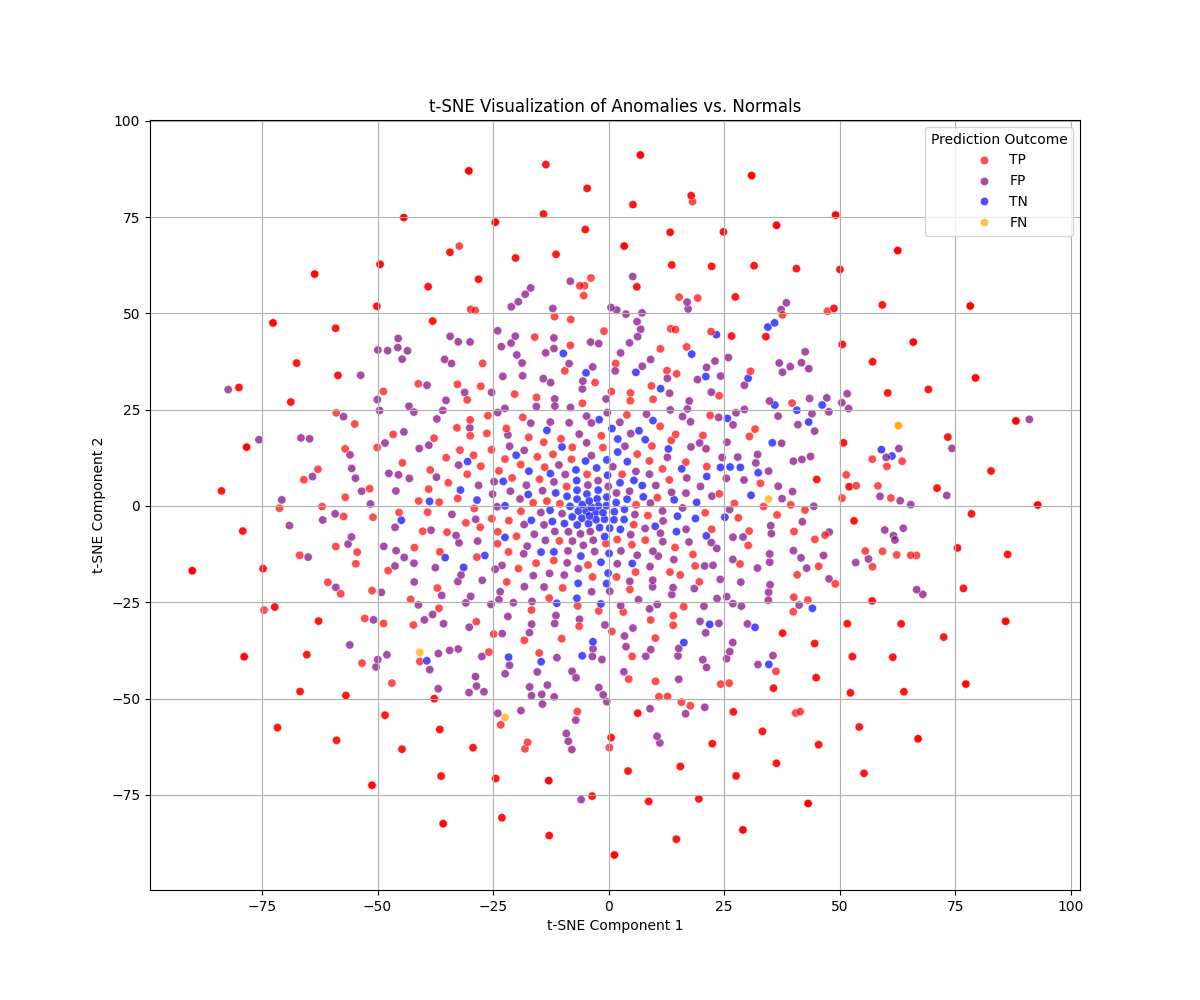 t-SNE Visualization of Anomalies vs. Normals
Prediction Outcome
TP
FP
TN
FN
100
75
50
25
0
−25
−50
−75
t-SNE Component 2
−75
−50
−25
0
25
50
75
100
t-SNE Component 1